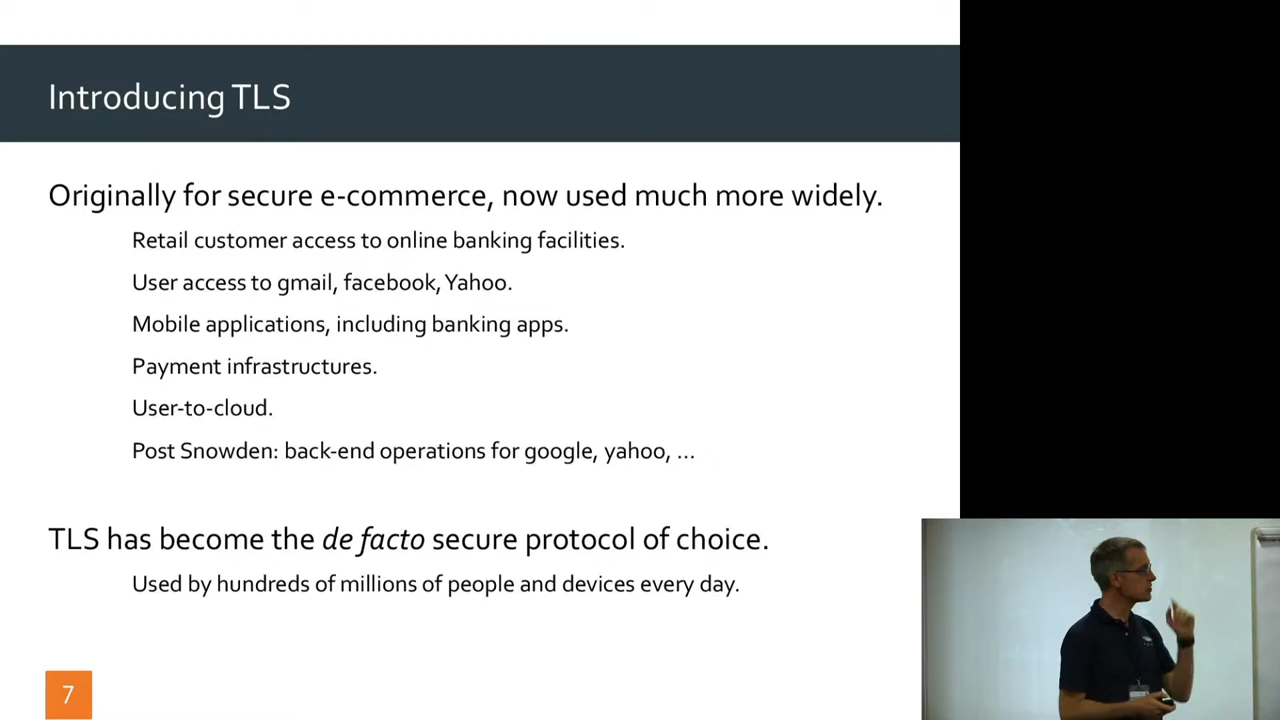 Introducing TLS
Originally for secure e-commerce, now used much more widely.
Retail customer access to online banking facilities.
User access to gmail, facebook, Yahoo.
Mobile applications, including banking apps.
Payment infrastructures.
User-to-cloud.
Post Snowden: back-end operations for google, yahoo, ...
TLS has become the de facto secure protocol of choice.
Used by hundreds of millions of people and devices every day.
7